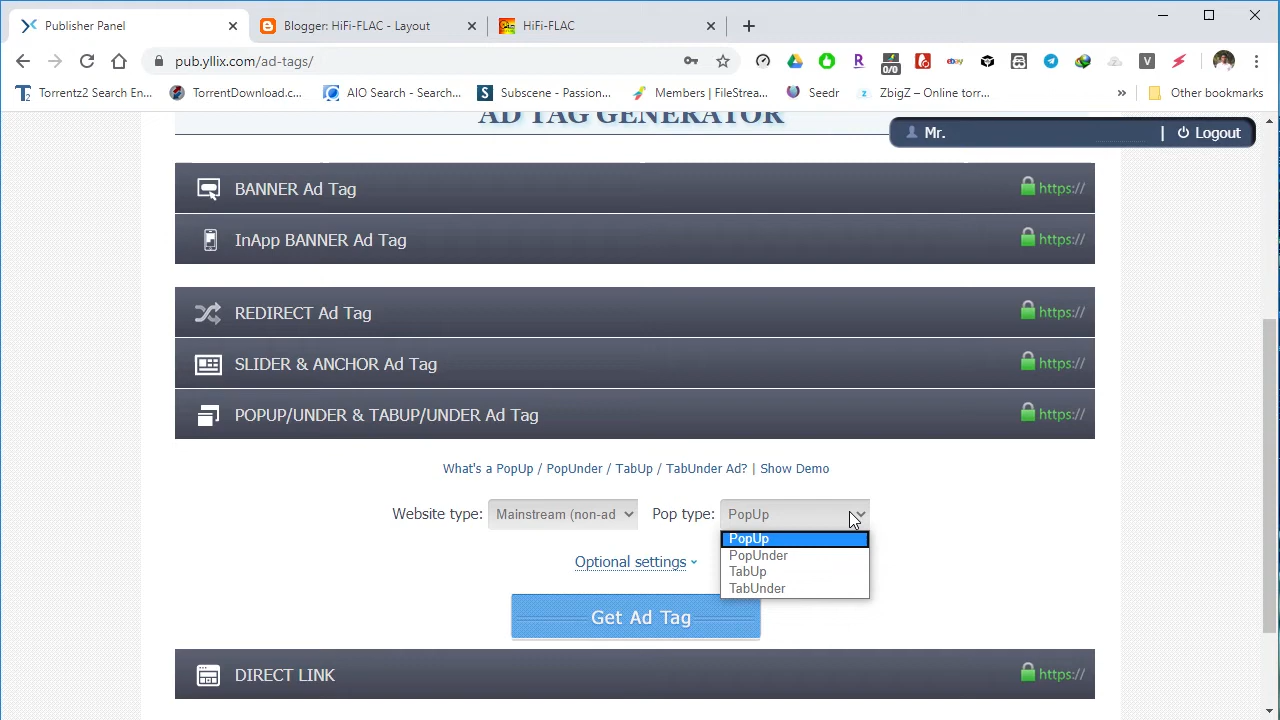 Publisher Panel
Blogger: HiFi-FLAC - Layout
HiFi-FLAC
pub.yllix.com/ad-tags/
0/0
R
ebay
V
T2 Torrentz2 Search En...
TorrentDownload.c...
AIO Search - Search...
S Subscene - Passion...
Members | FileStrea...
Seedr
z ZbigZ – Online torr...
»
Other bookmarks
AD TAG GENERATOR
Mr.
| Logout
BANNER Ad Tag
https://
InApp BANNER Ad Tag
https://
REDIRECT Ad Tag
https://
SLIDER & ANCHOR Ad Tag
https://
POPUP/UNDER & TABUP/UNDER Ad Tag
https://
What's a PopUp / PopUnder / TabUp / TabUnder Ad? | Show Demo
Website type: Mainstream (non-ad Pop type: PopUp
PopUp
PopUnder
TabUp
TabUnder
Optional settings
Get Ad Tag
DIRECT LINK
https://